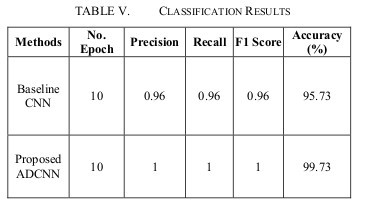 TABLE V. CLASSIFICATION RESULTS
Methods No. Epoch Precision Recall F1 Score Accuracy (%)
Baseline CNN 10 0.96 0.96 0.96 95.73
Proposed ADCNN 10 1 1 1 99.73